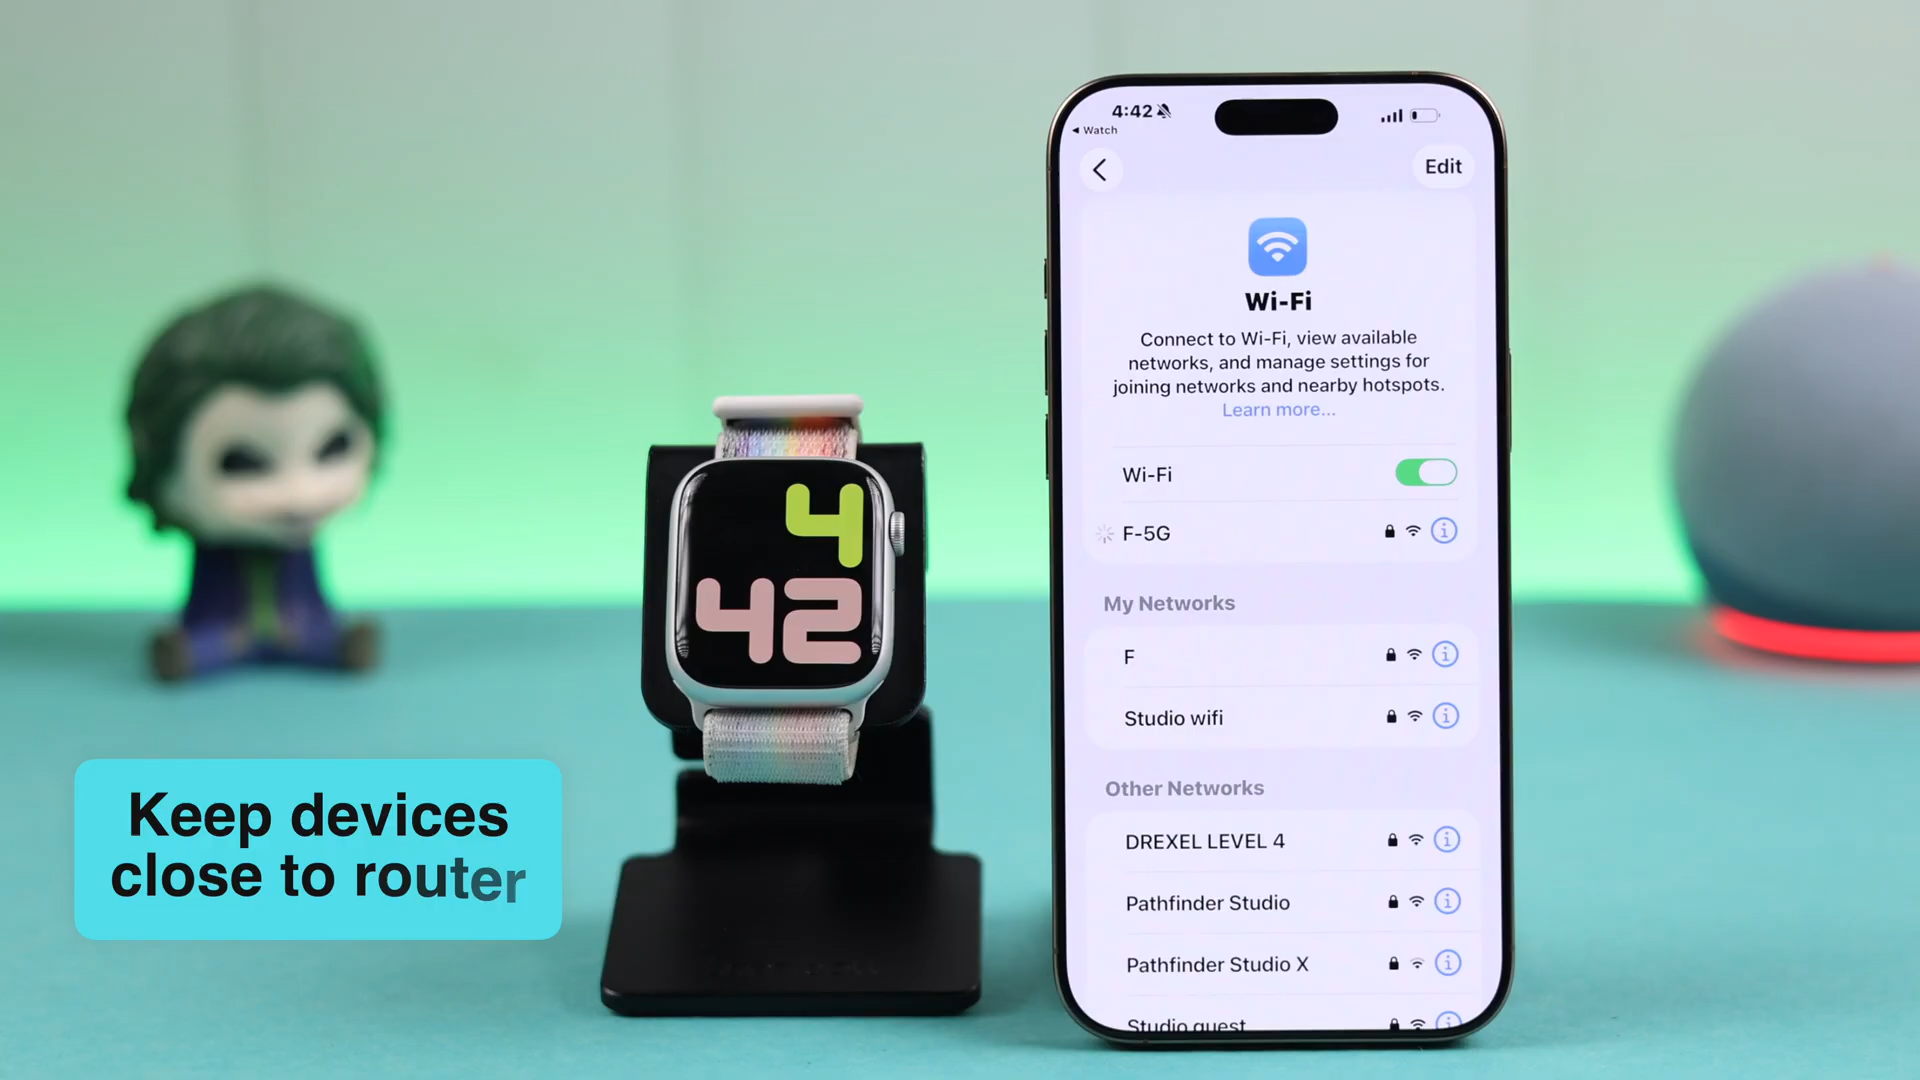 4:42
◀ Watch
Edit
Wi-Fi
Connect to Wi-Fi, view available
networks, and manage settings for
joining networks and nearby hotspots.
Learn more...
Wi-Fi
F-5G
My Networks
F
Studio wifi
Other Networks
DREXEL LEVEL 4
Pathfinder Studio
Pathfinder Studio X
Studio guest
4
42
Keep devices
close to router